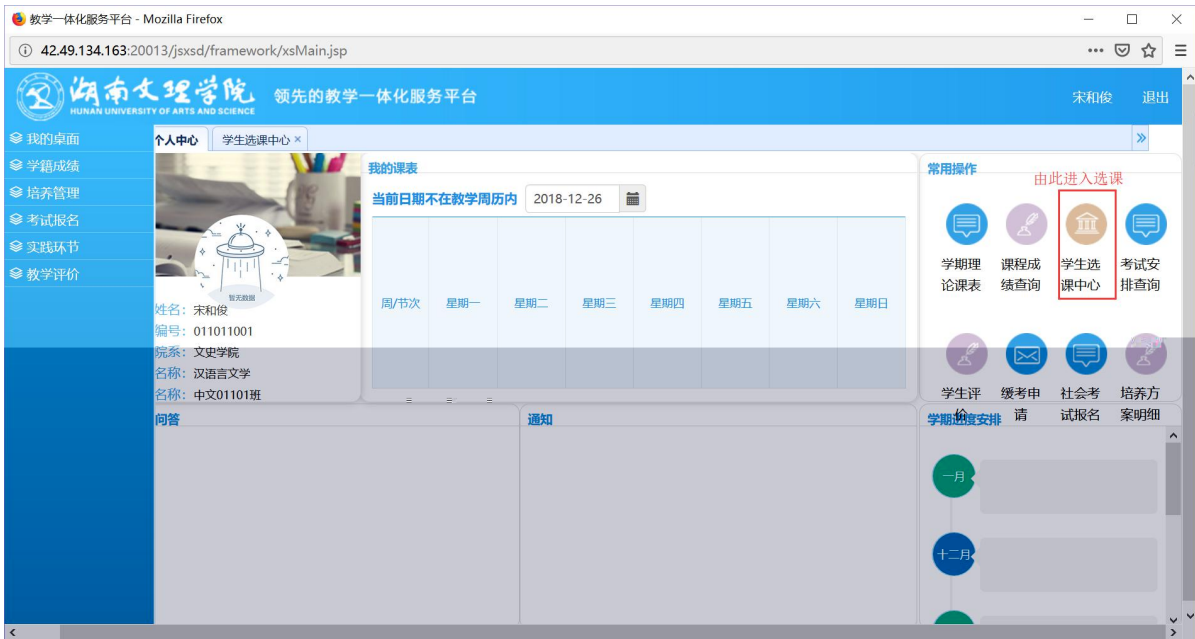 教学一体化服务平台 - Mozilla Firefox
42.49.134.163:20013/jsxsd/framework/xsMain.jsp
湖南文理学院
HUNAN UNIVERSITY OF ARTS AND SCIENCE
领先的教学一体化服务平台
宋和俊 退出
我的桌面
学籍成绩
培养管理
考试报名
实践环节
教学评价
个人中心 学生选课中心 ×
暂无数据
姓名：宋和俊
编号：011011001
院系：文史学院
名称：汉语言文学
名称：中文01101班
我的课表
当前日期不在教学周历内 2018-12-26
周/节次 星期一 星期二 星期三 星期四 星期五 星期六 星期日
常用操作
由此进入选课
学期理论课表
课程成绩查询
学生选课中心
考试安排查询
学生评价
缓考申请
社会考试报名
培养方案明细
问答
通知
学期进度安排
一月
十二月